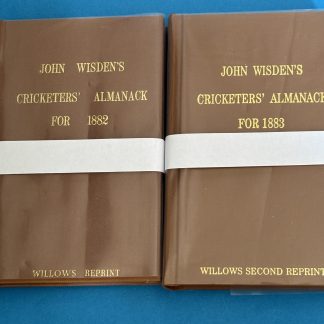 JOHN WISDEN'S
CRICKETERS' ALMANACK
FOR 1882
WILLOWS REPRINT
JOHN WISDEN'S
CRICKETERS' ALMANACK
FOR 1883
WILLOWS SECOND REPRINT